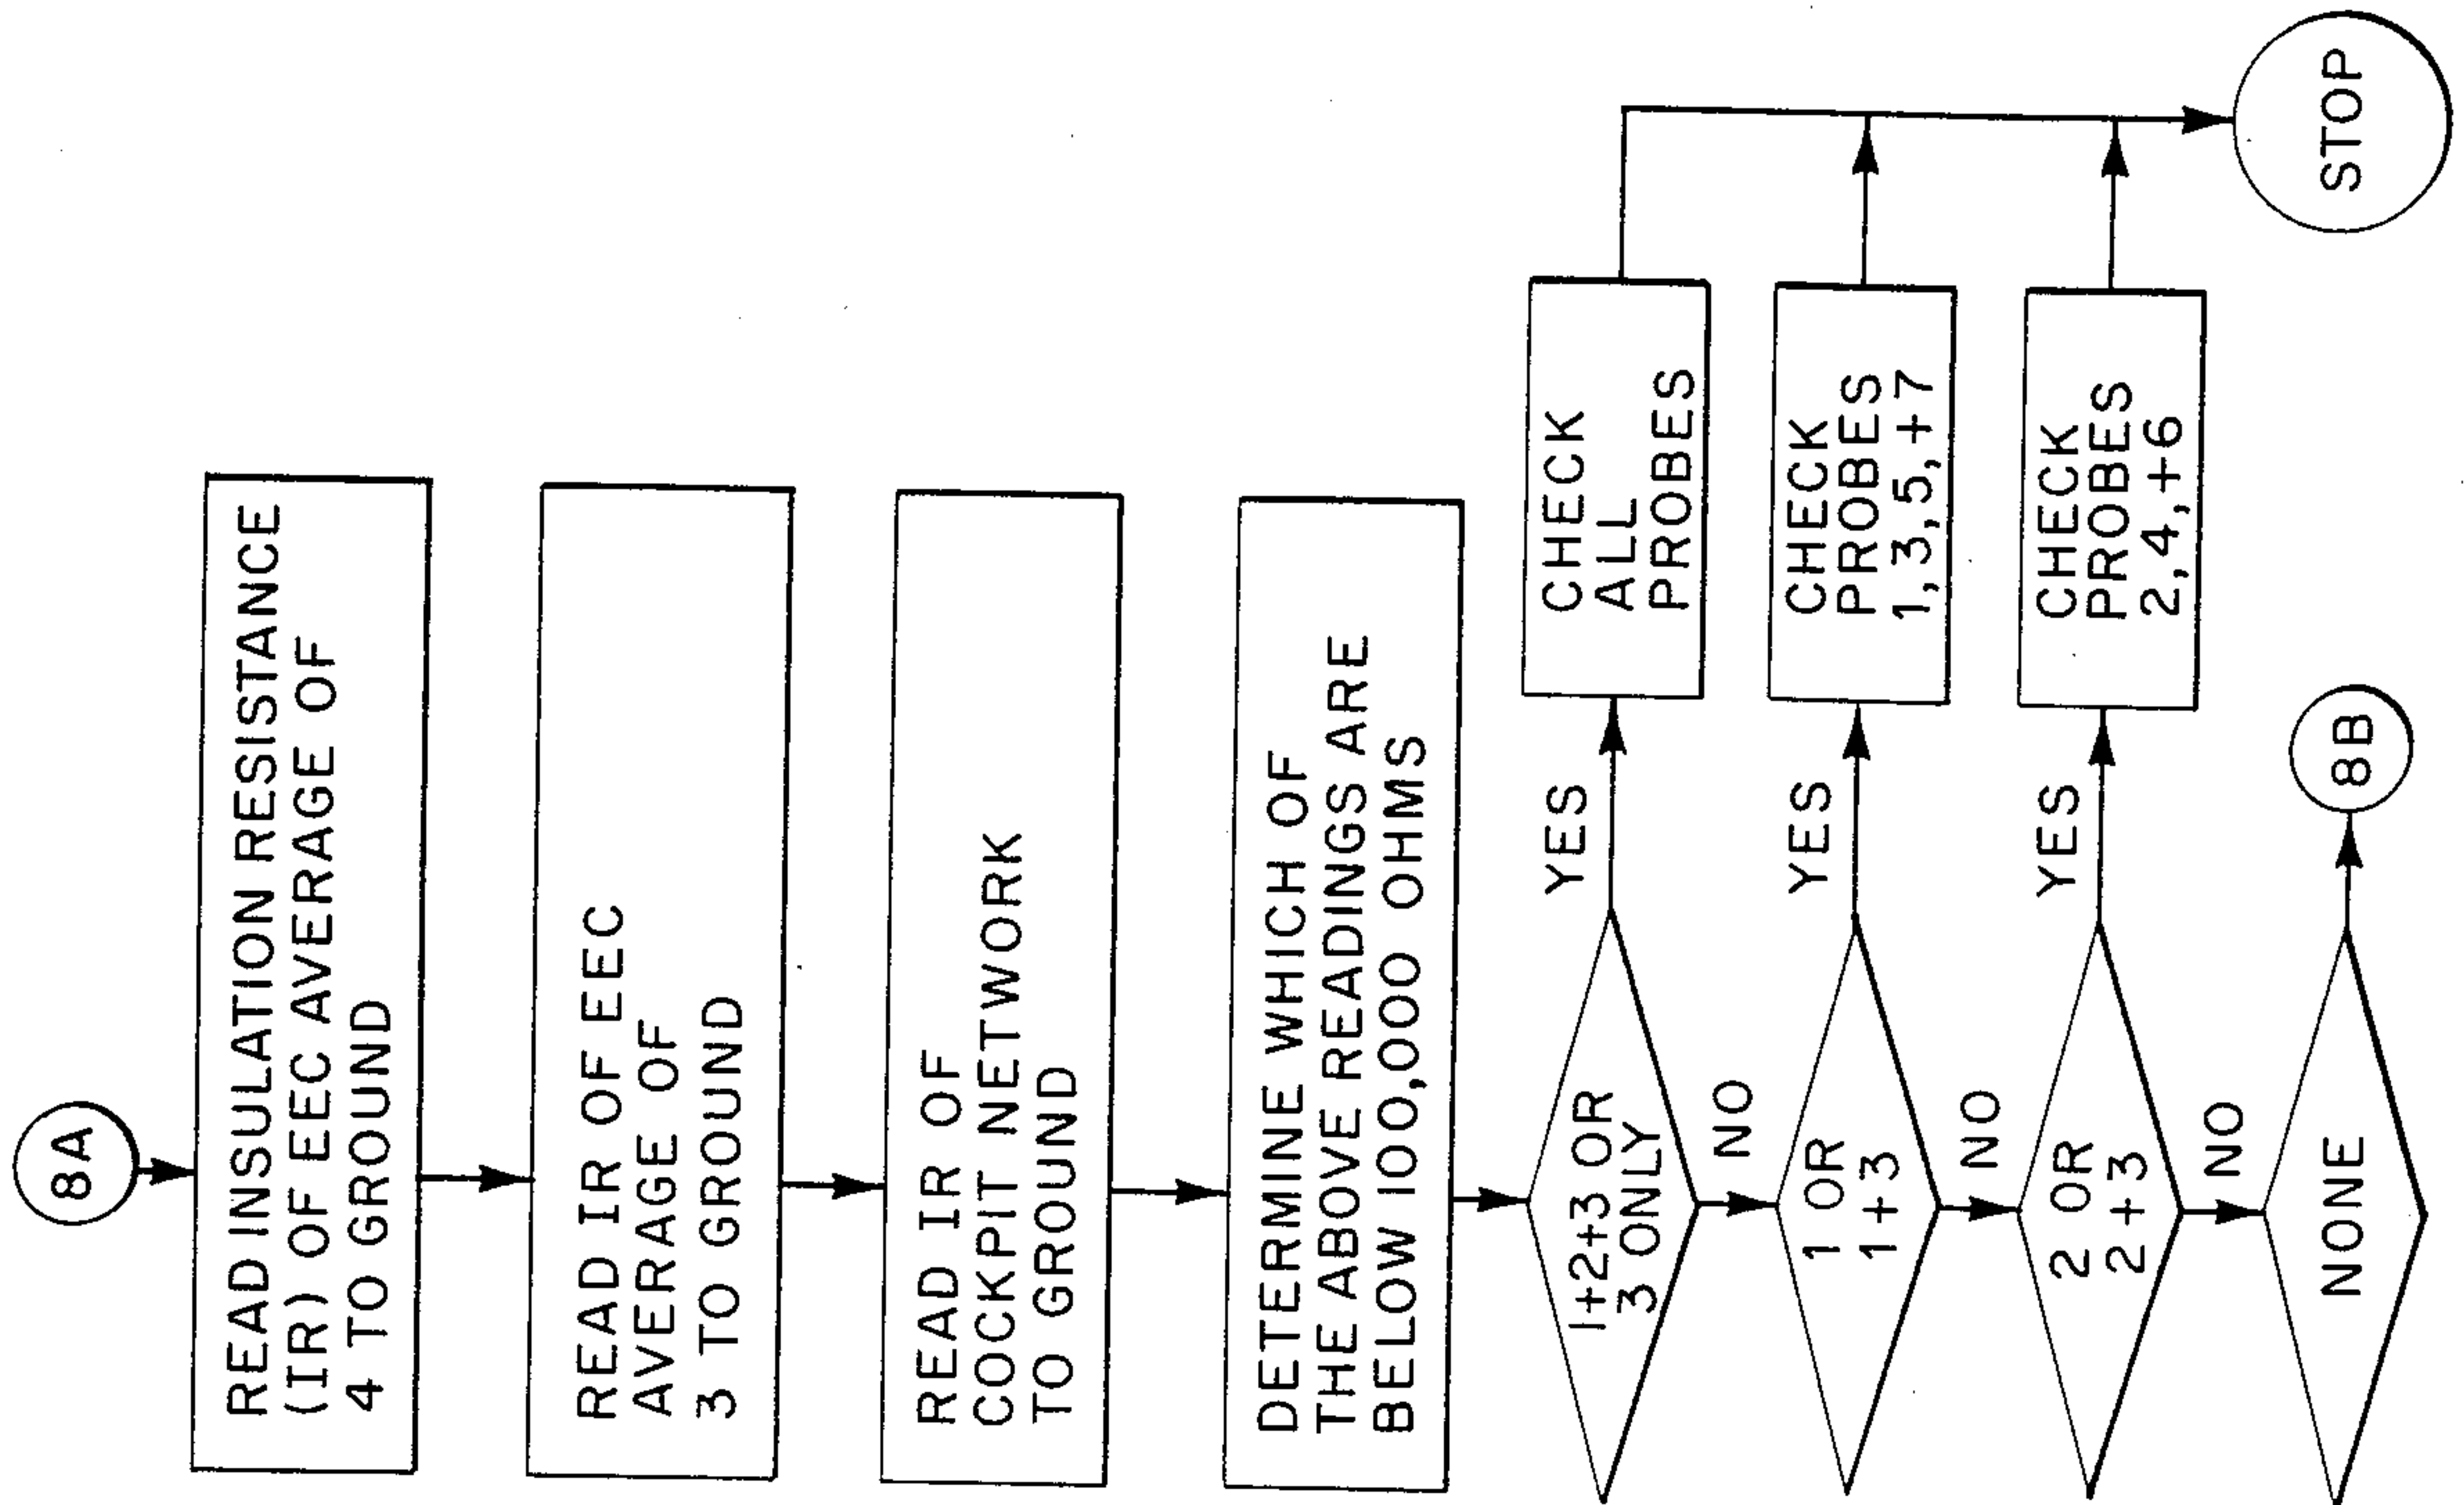 8A
READ INSULATION RESISTANCE
(IR) OF EEC AVERAGE OF
4 TO GROUND
READ IR OF EEC
AVERAGE OF
3 TO GROUND
READ IR OF
COCKPIT NETWORK
TO GROUND
DETERMINE WHICH OF
THE ABOVE READINGS ARE
BELOW 100,000 OHMS
1+2+3 OR
3 ONLY
YES
CHECK
ALL
PROBES
NO
1 OR
1+3
YES
CHECK
PROBES
1,3,5,+7
NO
2 OR
2+3
YES
CHECK
PROBES
2,4,+6
NO
NONE
8B
STOP